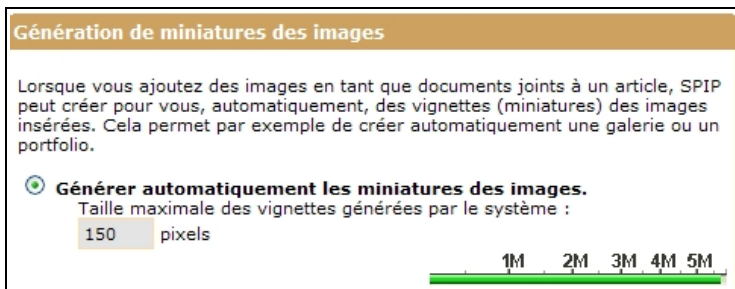 Génération de miniatures des images
Lorsque vous ajoutez des images en tant que documents joints à un article, SPIP
peut créer pour vous, automatiquement, des vignettes (miniatures) des images
insérées. Cela permet par exemple de créer automatiquement une galerie ou un
portfolio.
Générer automatiquement les miniatures des images.
Taille maximale des vignettes générées par le système :
150 pixels
1M 2M 3M 4M 5M